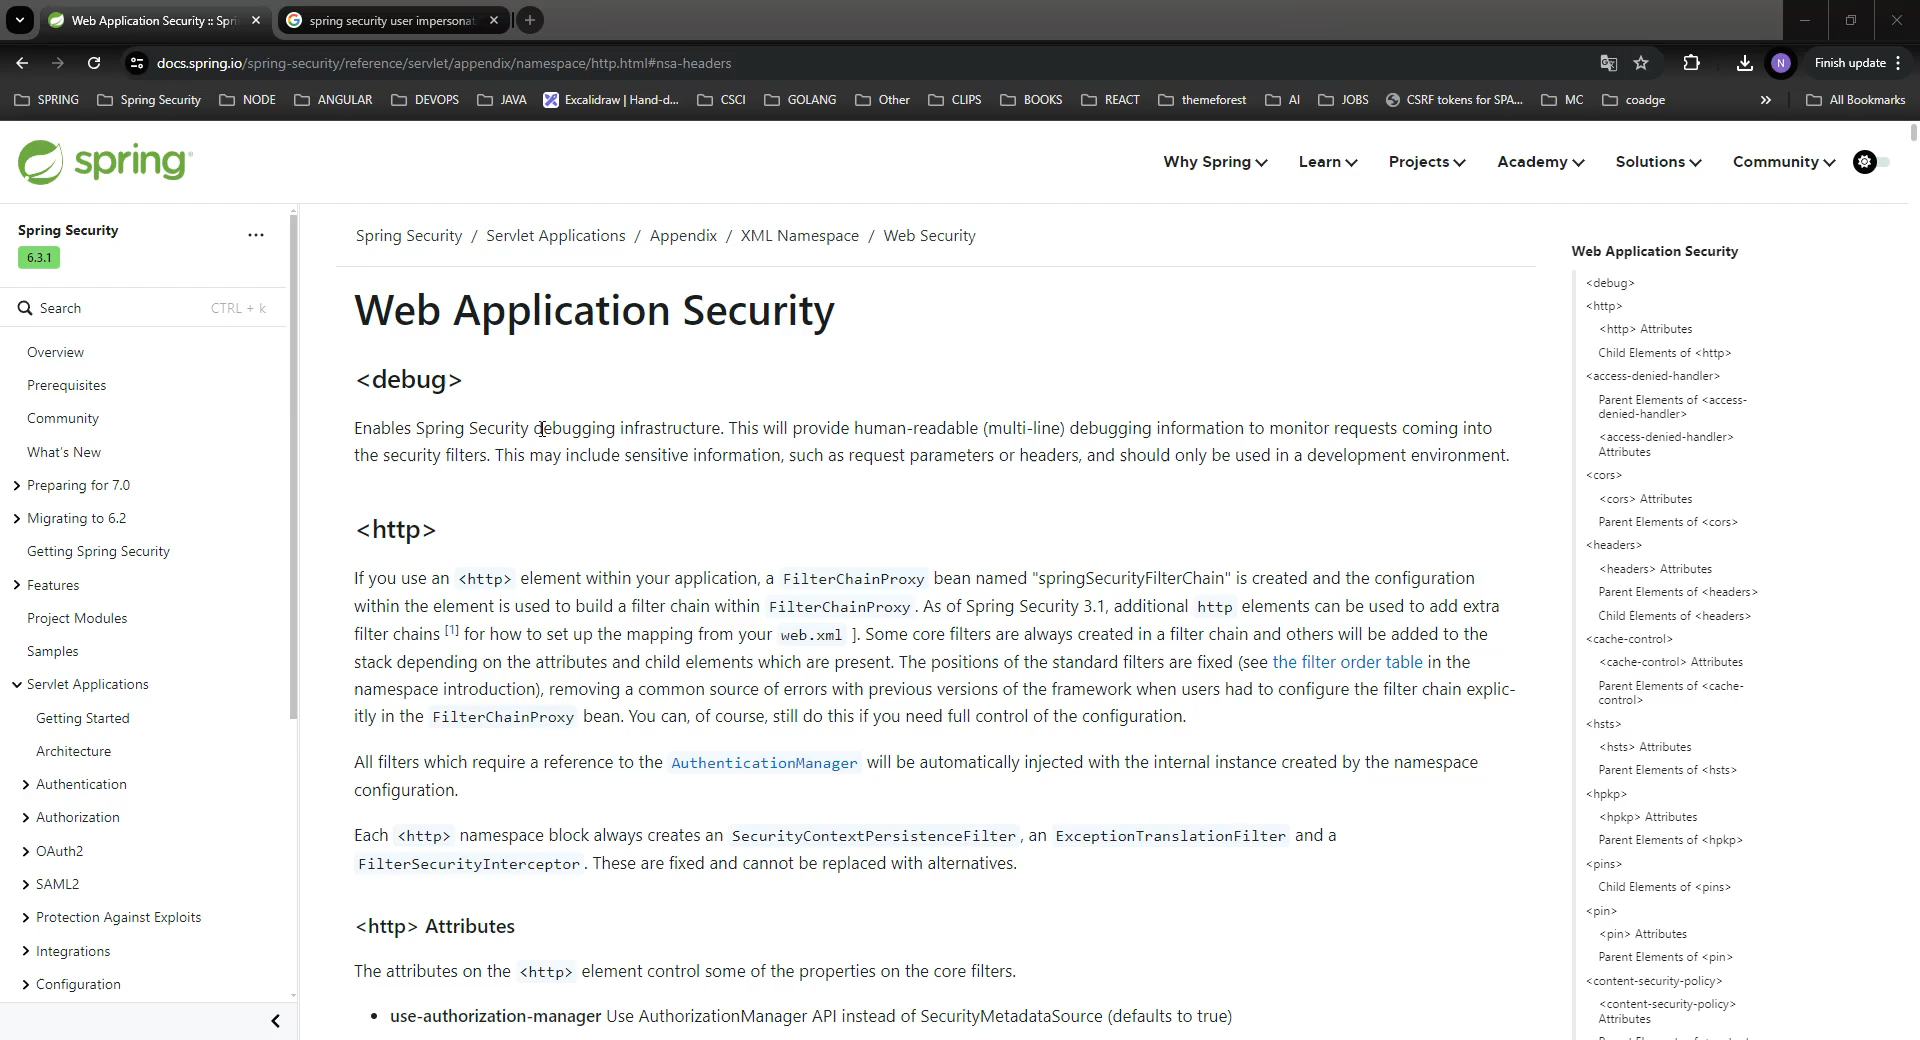 Web Application Security :: Spri
spring security user impersonat
docs.spring.io/spring-security/reference/servlet/appendix/namespace/http.html#nsa-headers
N
Finish update
SPRING
Spring Security
NODE
ANGULAR
DEVOPS
JAVA
Excalidraw | Hand-d...
CSCI
GOLANG
Other
CLIPS
BOOKS
REACT
themeforest
AI
JOBS
CSRF tokens for SPA...
MC
coadge
All Bookmarks
spring
Why Spring
Learn
Projects
Academy
Solutions
Community
Spring Security
6.3.1
Search CTRL + k
Overview
Prerequisites
Community
What's New
Preparing for 7.0
Migrating to 6.2
Getting Spring Security
Features
Project Modules
Samples
Servlet Applications
Getting Started
Architecture
Authentication
Authorization
OAuth2
SAML2
Protection Against Exploits
Integrations
Configuration
Spring Security / Servlet Applications / Appendix / XML Namespace / Web Security
Web Application Security
<debug>
Enables Spring Security debugging infrastructure. This will provide human-readable (multi-line) debugging information to monitor requests coming into
the security filters. This may include sensitive information, such as request parameters or headers, and should only be used in a development environment.
<http>
If you use an <http> element within your application, a FilterChainProxy bean named "springSecurityFilterChain" is created and the configuration
within the element is used to build a filter chain within FilterChainProxy. As of Spring Security 3.1, additional http elements can be used to add extra
filter chains [1] for how to set up the mapping from your web.xml ]. Some core filters are always created in a filter chain and others will be added to the
stack depending on the attributes and child elements which are present. The positions of the standard filters are fixed (see the filter order table in the
namespace introduction), removing a common source of errors with previous versions of the framework when users had to configure the filter chain explic-
itly in the FilterChainProxy bean. You can, of course, still do this if you need full control of the configuration.
All filters which require a reference to the AuthenticationManager will be automatically injected with the internal instance created by the namespace
configuration.
Each <http> namespace block always creates an SecurityContextPersistenceFilter, an ExceptionTranslationFilter and a
FilterSecurityInterceptor. These are fixed and cannot be replaced with alternatives.
<http> Attributes
The attributes on the <http> element control some of the properties on the core filters.
• use-authorization-manager Use AuthorizationManager API instead of SecurityMetadataSource (defaults to true)
Web Application Security
<debug>
<http>
<http> Attributes
Child Elements of <http>
<access-denied-handler>
Parent Elements of <access-
denied-handler>
<access-denied-handler>
Attributes
<cors>
<cors> Attributes
Parent Elements of <cors>
<headers>
<headers> Attributes
Parent Elements of <headers>
Child Elements of <headers>
<cache-control>
<cache-control> Attributes
Parent Elements of <cache-
control>
<hsts>
<hsts> Attributes
Parent Elements of <hsts>
<hpkp>
<hpkp> Attributes
Parent Elements of <hpkp>
<pins>
Child Elements of <pins>
<pin>
<pin> Attributes
Parent Elements of <pin>
<content-security-policy>
<content-security-policy>
Attributes